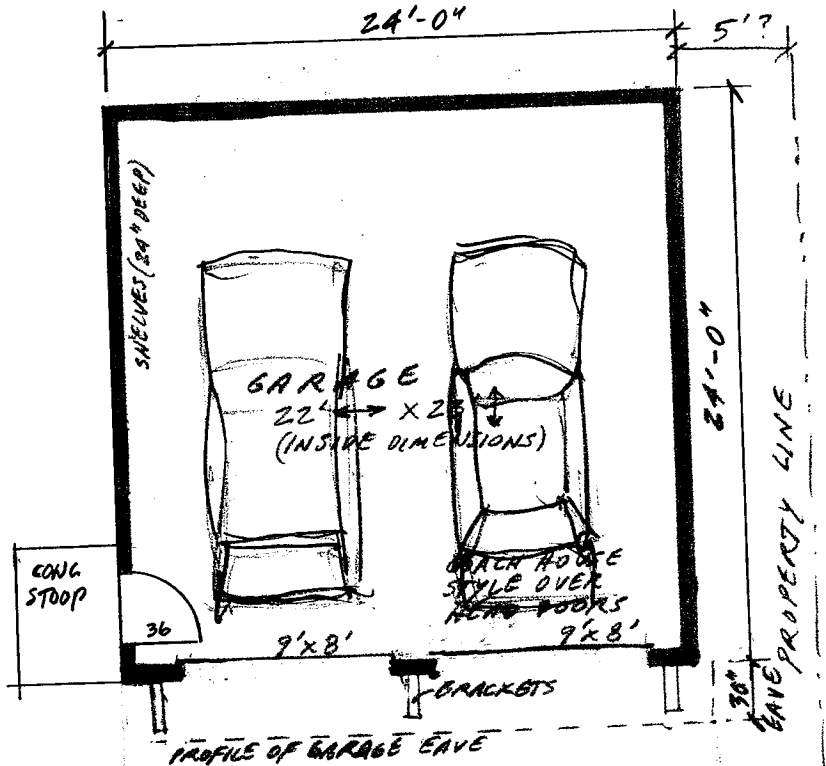 24'-0"
5'?
SHELVES (24" DEEP)
GARAGE
22' X 23
(INSIDE DIMENSIONS)
24'-0"
PROPERTY LINE
CONC
STOOP
COACH HOUSE
STYLE OVER
HEAD DOORS
36
9'X8'
9'X8'
BRACKETS
36"
EAVE
PROFILE OF GARAGE EAVE